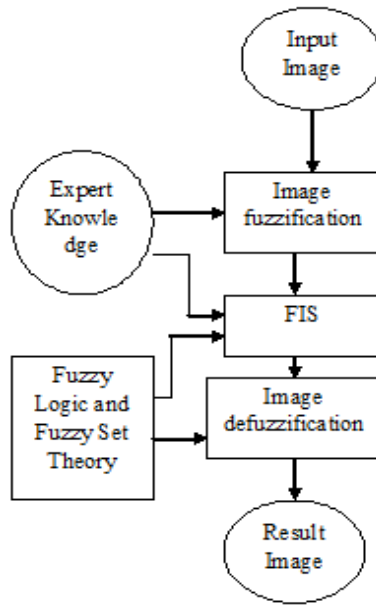 Input
Image
Expert
Knowle
dge
Image
fuzzification
FIS
Fuzzy
Logic and
Fuzzy Set
Theory
Image
defuzzification
Result
Image